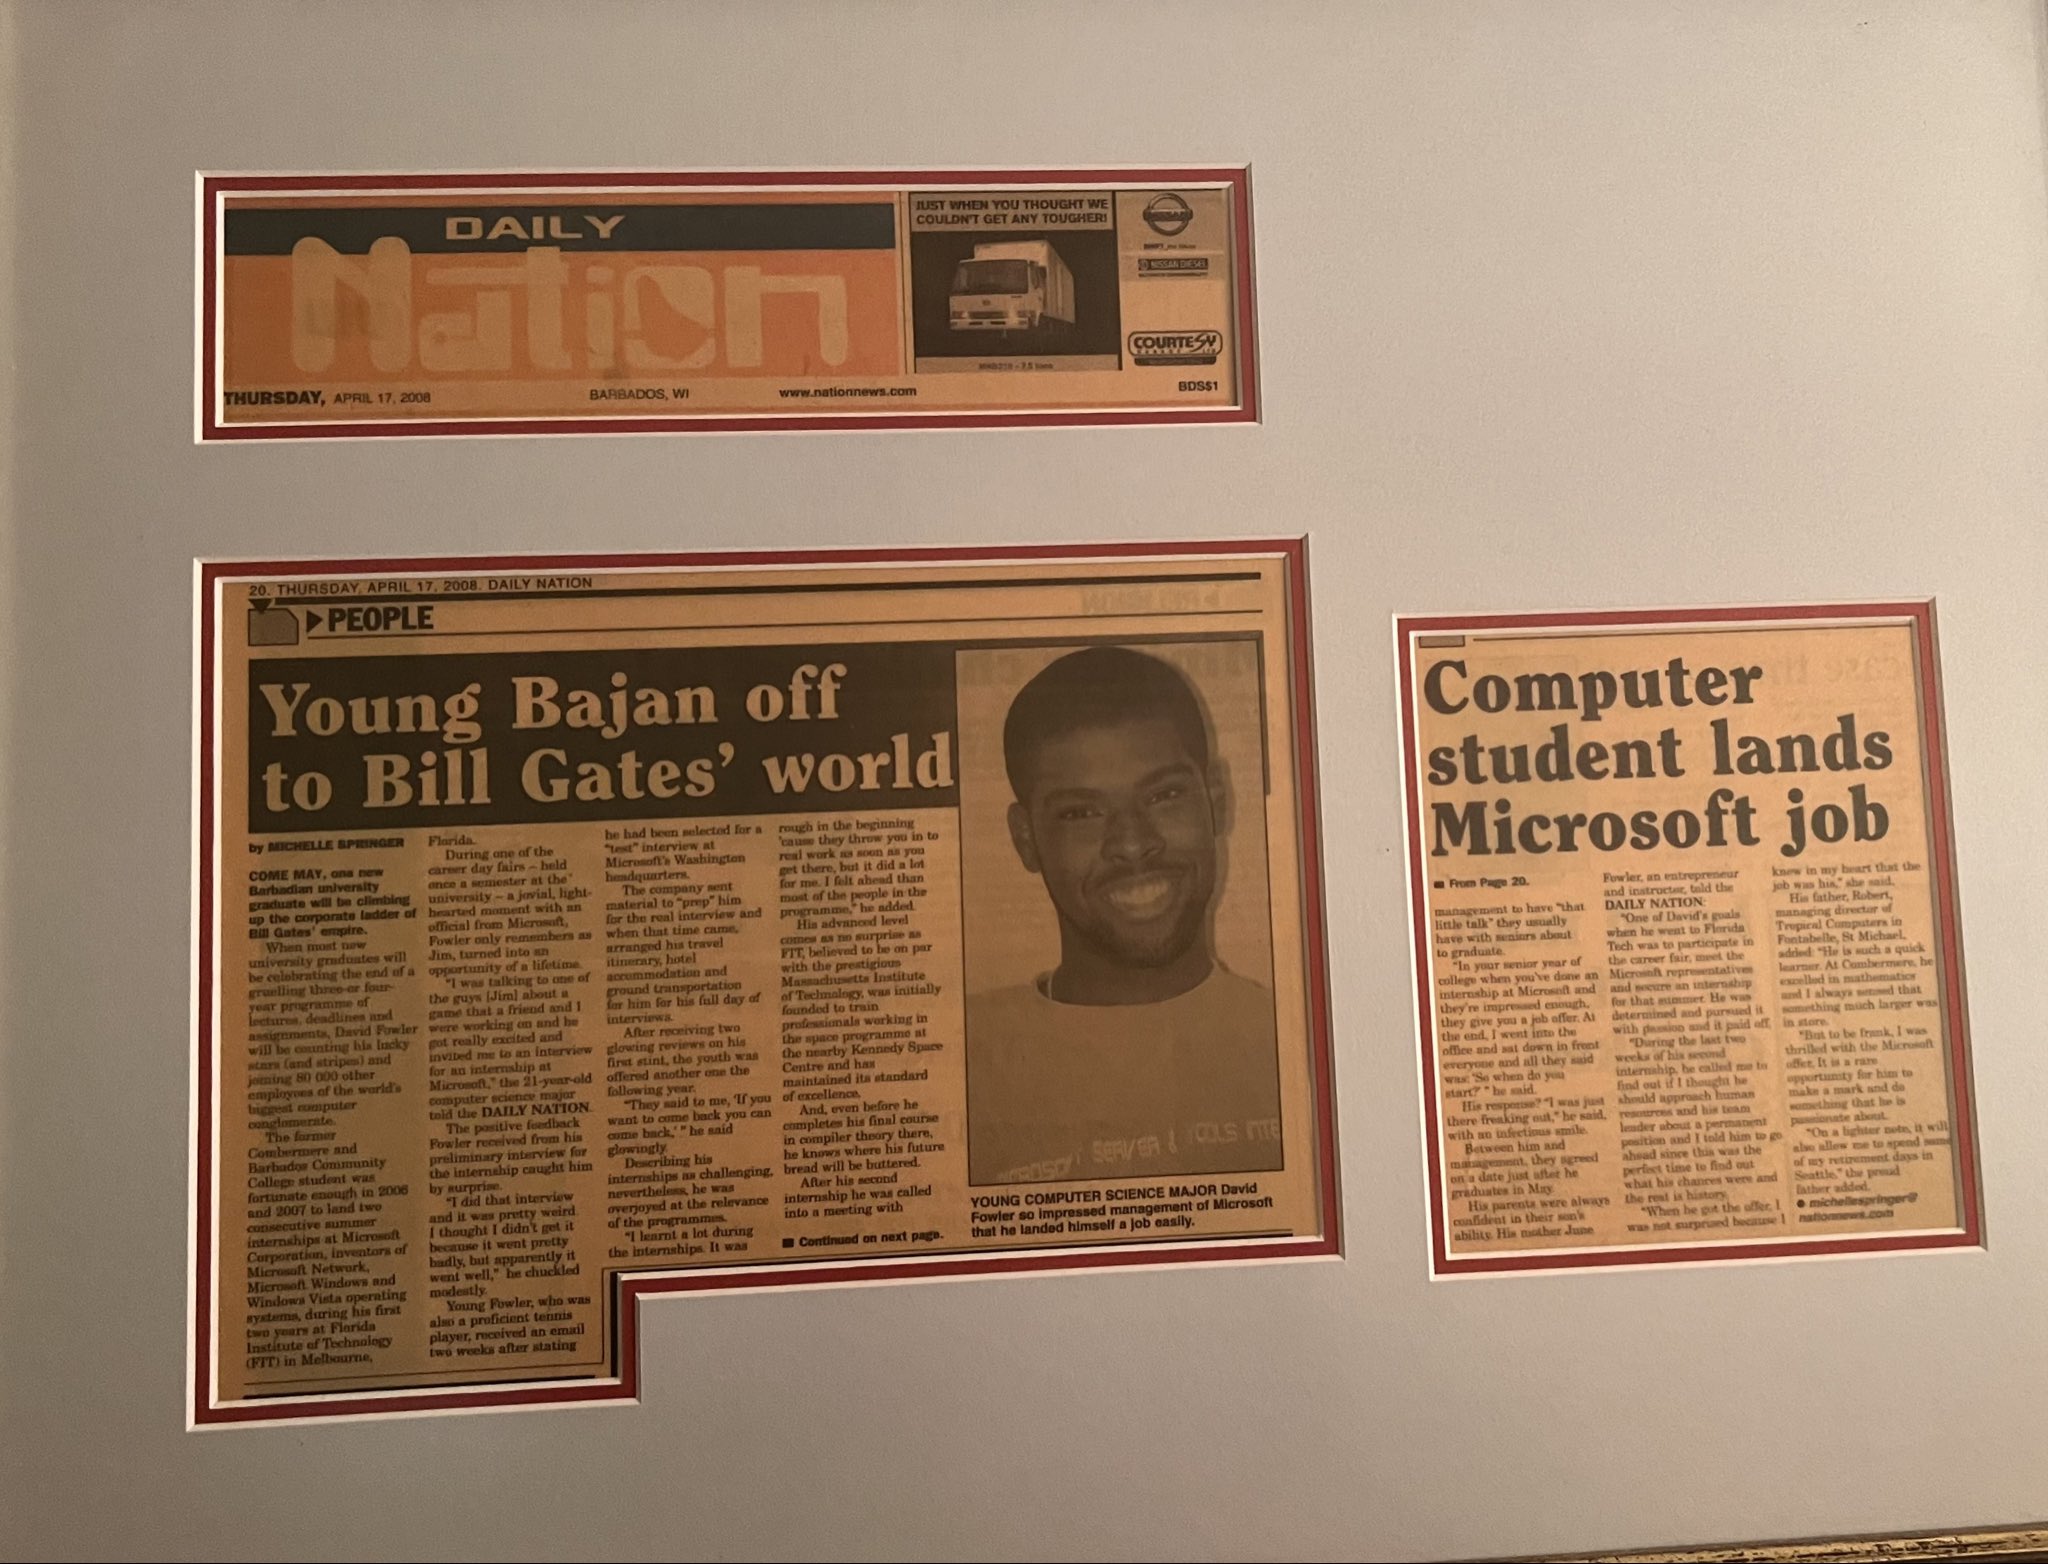 DAILY
Nation
JUST WHEN YOU THOUGHT WE
COULDN'T GET ANY TOUGHER!
NISSAN
NISSAN DIESEL
COURTESY
THURSDAY, APRIL 17, 2008
BARBADOS, WI
www.nationnews.com
BDS$1
20. THURSDAY, APRIL 17, 2008. DAILY NATION
PEOPLE
Young Bajan off
to Bill Gates' world
by MICHELLE SPRINGER
COME MAY, one new
Barbadian university
graduate will be climbing
up the corporate ladder of
Bill Gates' empire.
When most new
university graduates will
be celebrating the end of a
gruelling three-or four-
year programme of
lectures, deadlines and
assignments, David Fowler
will be counting his lucky
stars (and stripes) and
joining 80 000 other
employees of the world's
biggest computer
conglomerate.
The former
Combermere and
Barbados Community
College student was
fortunate enough in 2006
and 2007 to land two
consecutive summer
internships at Microsoft
Corporation, inventors of
Microsoft Network,
Microsoft Windows and
Windows Vista operating
systems, during his first
two years at Florida
Institute of Technology
(FIT) in Melbourne,
Florida.
During one of the
career day fairs – held
once a semester at the
university – a jovial, light-
hearted moment with an
official from Microsoft,
Fowler only remembers as
Jim, turned into an
opportunity of a lifetime.
"I was talking to one of
the guys [Jim] about a
game that a friend and I
were working on and he
got really excited and
invited me to an interview
for an internship at
Microsoft," the 21-year-old
computer science major
told the DAILY NATION.
The positive feedback
Fowler received from his
preliminary interview for
the internship caught him
by surprise.
"I did that interview
and it was pretty weird.
I thought I didn't get it
because it went pretty
badly, but apparently it
went well," he chuckled
modestly.
Young Fowler, who was
also a proficient tennis
player, received an email
two weeks after stating
he had been selected for a
"test" interview at
Microsoft's Washington
headquarters.
The company sent
material to "prep" him
for the real interview and
when that time came,
arranged his travel
itinerary, hotel
accommodation and
ground transportation
for him for his full day of
interviews.
After receiving two
glowing reviews on his
first stint, the youth was
offered another one the
following year.
"They said to me, 'If you
want to come back you can
come back,' " he said
glowingly.
Describing his
internships as challenging,
nevertheless, he was
overjoyed at the relevance
of the programmes.
"I learnt a lot during
the internships. It was
rough in the beginning
'cause they throw you in to
real work as soon as you
get there, but it did a lot
for me. I felt ahead than
most of the people in the
programme," he added.
His advanced level
comes as no surprise as
FIT, believed to be on par
with the prestigious
Massachusetts Institute
of Technology, was initially
founded to train
professionals working in
the space programme at
the nearby Kennedy Space
Centre and has
maintained its standard
of excellence.
And, even before he
completes his final course
in compiler theory there,
he knows where his future
bread will be buttered.
After his second
internship he was called
into a meeting with
■ Continued on next page.
MICROSOFT SERVER & TOOLS INTE
YOUNG COMPUTER SCIENCE MAJOR David
Fowler so impressed management of Microsoft
that he landed himself a job easily.
Computer
student lands
Microsoft job
■ From Page 20.
management to have "that
little talk" they usually
have with seniors about
to graduate.
"In your senior year of
college when you've done an
internship at Microsoft and
they're impressed enough,
they give you a job offer. At
the end, I went into the
office and sat down in front
everyone and all they said
was: 'So when do you
start?' " he said.
His response? "I was just
there freaking out," he said,
with an infectious smile.
Between him and
management, they agreed
on a date just after he
graduates in May.
His parents were always
confident in their son's
ability. His mother June
Fowler, an entrepreneur
and instructor, told the
DAILY NATION:
"One of David's goals
when he went to Florida
Tech was to participate in
the career fair, meet the
Microsoft representatives
and secure an internship
for that summer. He was
determined and pursued it
with passion and it paid off.
"During the last two
weeks of his second
internship, he called me to
find out if I thought he
should approach human
resources and his team
leader about a permanent
position and I told him to go
ahead since this was the
perfect time to find out
what his chances were and
the rest is history.
"When he got the offer, I
was not surprised because I
knew in my heart that the
job was his," she said.
His father, Robert,
managing director of
Tropical Computers in
Fontabelle, St Michael,
added: "He is such a quick
learner. At Combermere, he
excelled in mathematics
and I always sensed that
something much larger was
in store.
"But to be frank, I was
thrilled with the Microsoft
offer. It is a rare
opportunity for him to
make a mark and do
something that he is
passionate about.
"On a lighter note, it will
also allow me to spend some
of my retirement days in
Seattle," the proud
father added.
● michellespringer@
nationnews.com